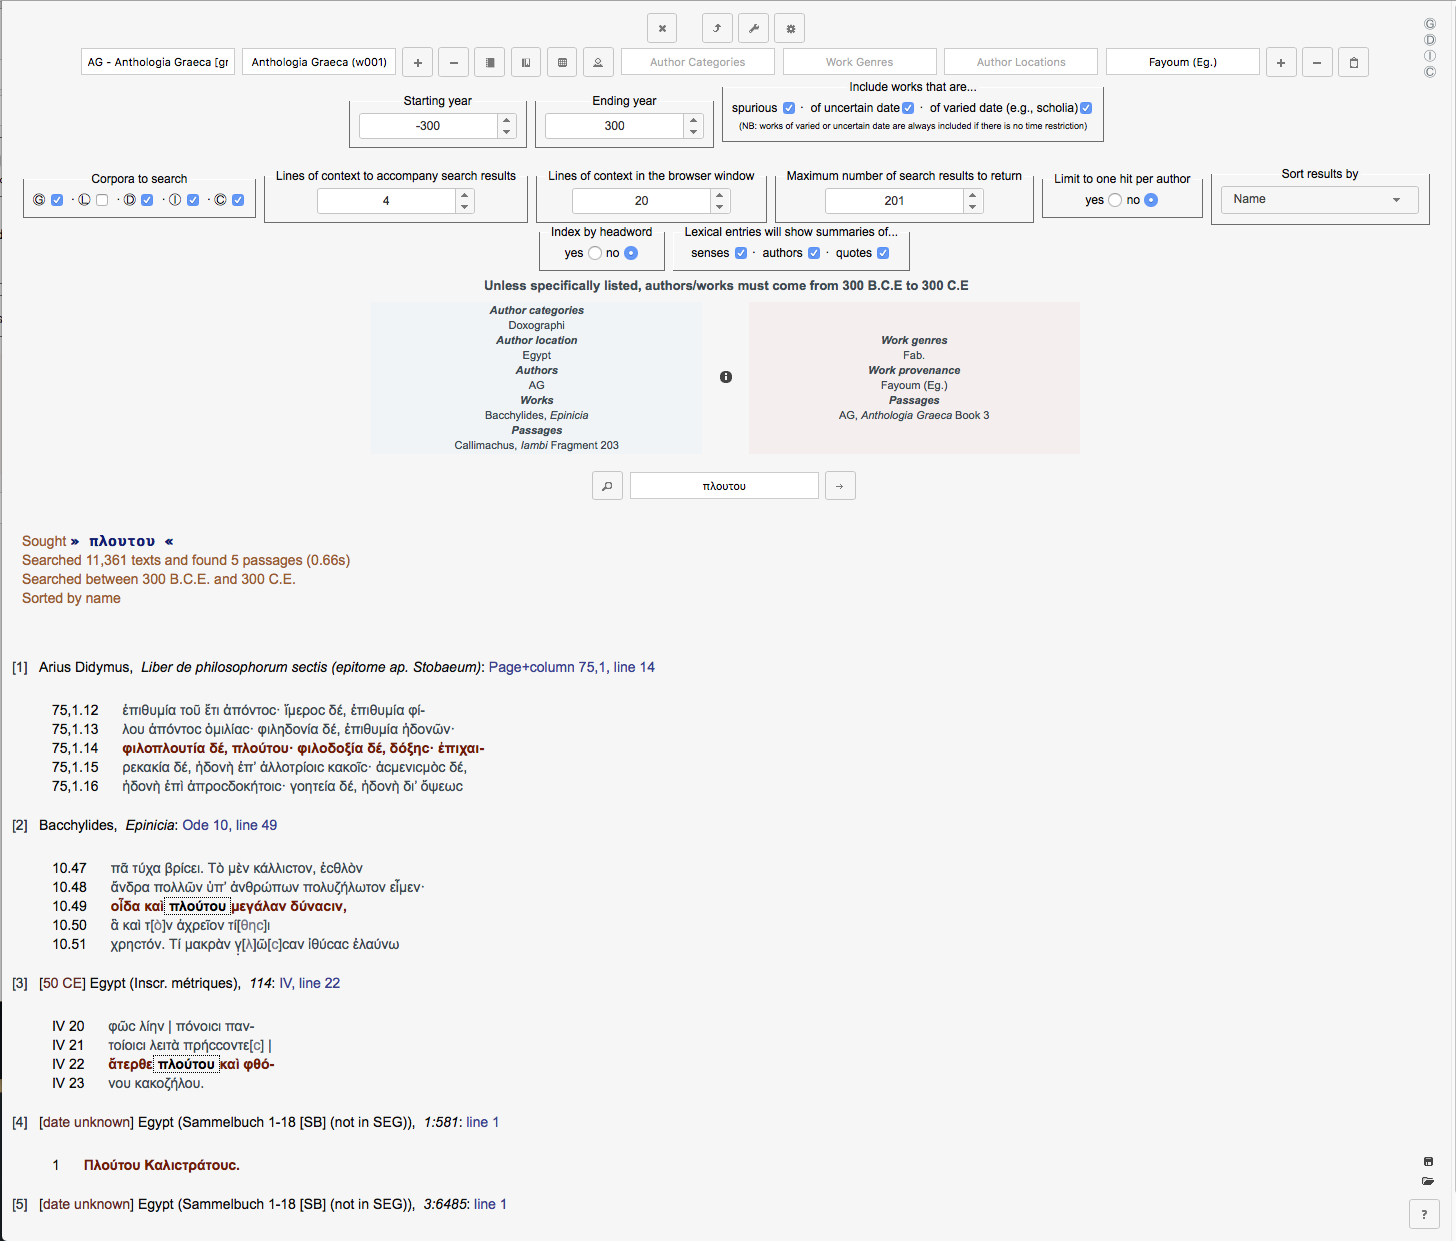 Ⓖ
Ⓓ
Ⓘ
Ⓒ
AG - Anthologia Graeca [gr
Anthologia Graeca (w001)
Author Categories
Work Genres
Author Locations
Fayoum (Eg.)
Include works that are...
Starting year
Ending year
spurious · of uncertain date · of varied date (e.g., scholia)
-300
300
(NB: works of varied or uncertain date are always included if there is no time restriction)
Corpora to search
Ⓖ · Ⓛ · Ⓓ · Ⓘ · Ⓒ
Lines of context to accompany search results
4
Lines of context in the browser window
20
Maximum number of search results to return
201
Limit to one hit per author
yes no
Sort results by
Name
Index by headword
yes no
Lexical entries will show summaries of...
senses · authors · quotes
Unless specifically listed, authors/works must come from 300 B.C.E to 300 C.E
Author categories
Doxographi
Author location
Egypt
Authors
AG
Works
Bacchylides, Epinicia
Passages
Callimachus, Iambi Fragment 203
Work genres
Fab.
Work provenance
Fayoum (Eg.)
Passages
AG, Anthologia Graeca Book 3
πλουτου
Sought » πλουτου «
Searched 11,361 texts and found 5 passages (0.66s)
Searched between 300 B.C.E. and 300 C.E.
Sorted by name
[1] Arius Didymus, Liber de philosophorum sectis (epitome ap. Stobaeum): Page+column 75,1, line 14
75,1.12 ἐπιθυμία τοῦ ἔτι ἀπόντοϲ· ἵμεροϲ δέ, ἐπιθυμία φί-
75,1.13 λου ἀπόντοϲ ὁμιλίαϲ· φιληδονία δέ, ἐπιθυμία ἡδονῶν·
75,1.14 φιλοπλουτία δέ, πλούτου· φιλοδοξία δέ, δόξηϲ· ἐπιχαι-
75,1.15 ρεκακία δέ, ἡδονὴ ἐπ’ ἀλλοτρίοιϲ κακοῖϲ· ἀϲμενιϲμὸϲ δέ,
75,1.16 ἡδονὴ ἐπὶ ἀπροϲδοκήτοιϲ· γοητεία δέ, ἡδονὴ δι’ ὄψεωϲ
[2] Bacchylides, Epinicia: Ode 10, line 49
10.47 πᾶ τύχα βρίϲει. Τὸ μὲν κάλλιϲτον, ἐϲθλὸν
10.48 ἄνδρα πολλῶν ὑπ’ ἀνθρώπων πολυζήλωτον εἶμεν·
10.49 οἶδα καὶ πλούτου μεγάλαν δύναϲιν,
10.50 ἃ καὶ τ[ὸ]ν ἀχρεῖον τί[θηϲ]ι
10.51 χρηϲτόν. Τί μακρὰν γ̣[λ]ῶ[ϲ]ϲαν ἰθύϲαϲ ἐλαύνω
[3] [50 CE] Egypt (Inscr. métriques), 114: IV, line 22
IV 20 φῶϲ λίην | πόνοιϲι παν-
IV 21 τοίοιϲι λειτὰ πρήϲϲοντε[ϲ] |
IV 22 ἄτερθε πλούτου καὶ φθό-
IV 23 νου κακοζήλου.
[4] [date unknown] Egypt (Sammelbuch 1-18 [SB] (not in SEG)), 1:581: line 1
1 Πλούτου Καλιϲτράτουϲ.
[5] [date unknown] Egypt (Sammelbuch 1-18 [SB] (not in SEG)), 3:6485: line 1
?